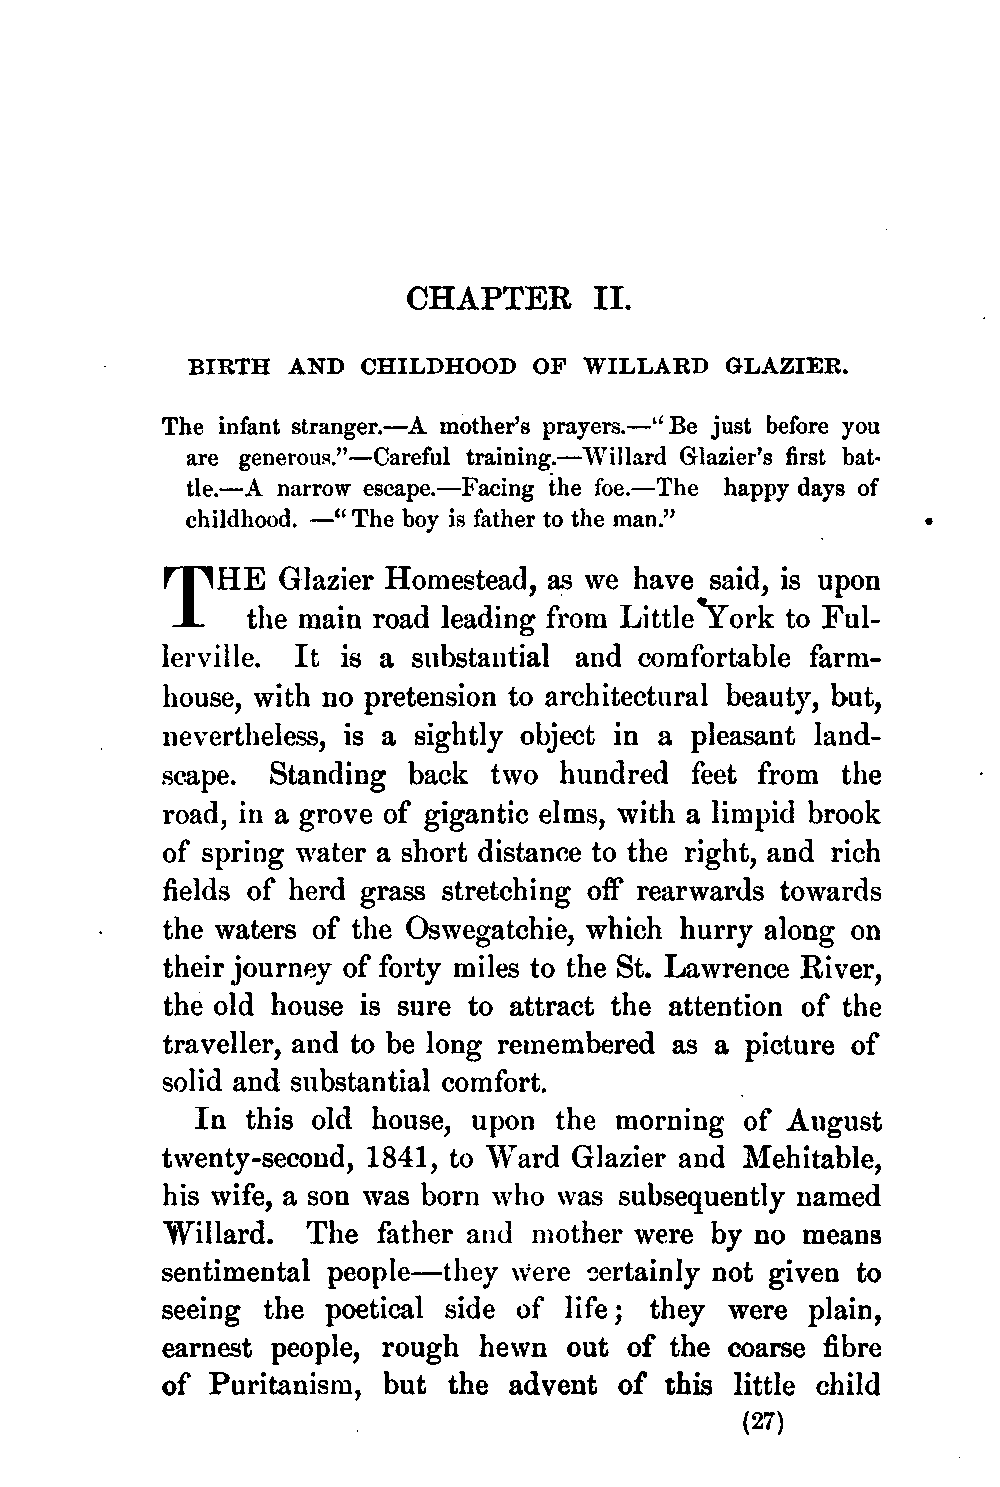 CHAPTER II.
BIRTH AND CHILDHOOD OF WILLARD GLAZIER.
The infant stranger.—A mother's prayers.—“Be just before you
are generous.”—Careful training.—Willard Glazier's first bat-
tle.—A narrow escape.—Facing the foe.—The happy days of
childhood. —“The boy is father to the man.”
THE Glazier Homestead, as we have said, is upon
the main road leading from Little York to Ful-
lerville. It is a substantial and comfortable farm-
house, with no pretension to architectural beauty, but,
nevertheless, is a sightly object in a pleasant land-
scape. Standing back two hundred feet from the
road, in a grove of gigantic elms, with a limpid brook
of spring water a short distance to the right, and rich
fields of herd grass stretching off rearwards towards
the waters of the Oswegatchie, which hurry along on
their journey of forty miles to the St. Lawrence River,
the old house is sure to attract the attention of the
traveller, and to be long remembered as a picture of
solid and substantial comfort.
In this old house, upon the morning of August
twenty-second, 1841, to Ward Glazier and Mehitable,
his wife, a son was born who was subsequently named
Willard. The father and mother were by no means
sentimental people—they were certainly not given to
seeing the poetical side of life; they were plain,
earnest people, rough hewn out of the coarse fibre
of Puritanism, but the advent of this little child
(27)